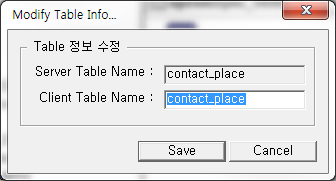 Modify Table Info...
Table 정보 수정
Server Table Name : contact_place
Client Table Name : contact_place
Save Cancel